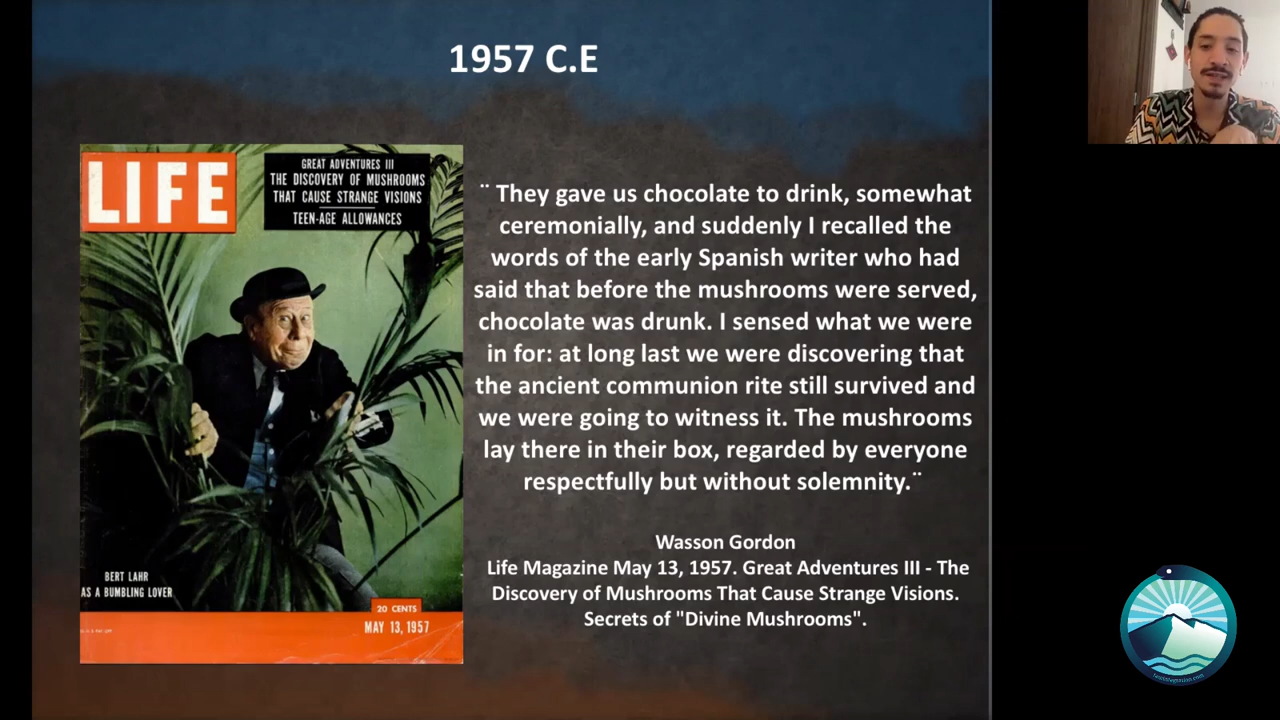 1957 C.E
LIFE
GREAT ADVENTURES III
THE DISCOVERY OF MUSHROOMS
THAT CAUSE STRANGE VISIONS
TEEN-AGE ALLOWANCES
BERT LAHR
AS A BUMBLING LOVER
20 CENTS
MAY 13, 1957
¨ They gave us chocolate to drink, somewhat
ceremonially, and suddenly I recalled the
words of the early Spanish writer who had
said that before the mushrooms were served,
chocolate was drunk. I sensed what we were
in for: at long last we were discovering that
the ancient communion rite still survived and
we were going to witness it. The mushrooms
lay there in their box, regarded by everyone
respectfully but without solemnity.¨
Wasson Gordon
Life Magazine May 13, 1957. Great Adventures III - The
Discovery of Mushrooms That Cause Strange Visions.
Secrets of "Divine Mushrooms".